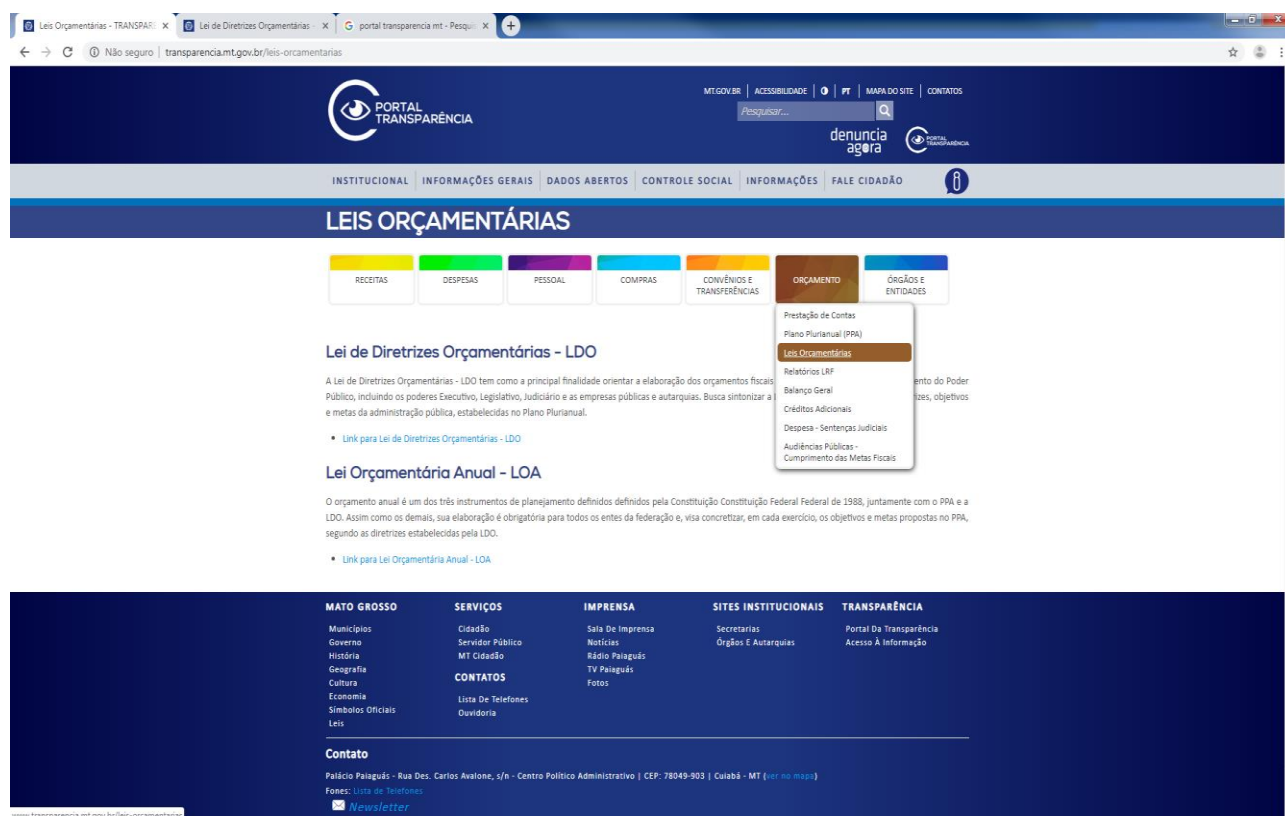 Leis Orçamentárias - TRANSPAR
Lei de Diretrizes Orçamentárias -
portal transparencia mt - Pesqu
Não seguro | transparencia.mt.gov.br/leis-orcamentarias
PORTAL
TRANSPARÊNCIA
MT.GOV.BR | ACESSIBILIDADE | PT | MAPA DO SITE | CONTATOS
Pesquisar...
denuncia
agora
PORTAL
TRANSPARÊNCIA
INSTITUCIONAL | INFORMAÇÕES GERAIS | DADOS ABERTOS | CONTROLE SOCIAL | INFORMAÇÕES | FALE CIDADÃO
LEIS ORÇAMENTÁRIAS
RECEITAS
DESPESAS
PESSOAL
COMPRAS
CONVÊNIOS E
TRANSFERÊNCIAS
ORÇAMENTO
ÓRGÃOS E
ENTIDADES
Prestação de Contas
Plano Plurianual (PPA)
Leis Orçamentárias
Relatórios LRF
Balanço Geral
Créditos Adicionais
Despesa - Sentenças Judiciais
Audiências Públicas -
Cumprimento das Metas Fiscais
Lei de Diretrizes Orçamentárias - LDO
A Lei de Diretrizes Orçamentárias - LDO tem como a principal finalidade orientar a elaboração dos orçamentos fiscais ento do Poder
Público, incluindo os poderes Executivo, Legislativo, Judiciário e as empresas públicas e autarquias. Busca sintonizar a rizes, objetivos
e metas da administração pública, estabelecidas no Plano Plurianual.
• Link para Lei de Diretrizes Orçamentárias - LDO
Lei Orçamentária Anual - LOA
O orçamento anual é um dos três instrumentos de planejamento definidos definidos pela Constituição Constituição Federal Federal de 1988, juntamente com o PPA e a
LDO. Assim como os demais, sua elaboração é obrigatória para todos os entes da federação e, visa concretizar, em cada exercício, os objetivos e metas propostas no PPA,
segundo as diretrizes estabelecidas pela LDO.
• Link para Lei Orçamentária Anual - LOA
MATO GROSSO
Municípios
Governo
História
Geografia
Cultura
Economia
Símbolos Oficiais
Leis
SERVIÇOS
Cidadão
Servidor Público
MT Cidadão
CONTATOS
Lista De Telefones
Ouvidoria
IMPRENSA
Sala De Imprensa
Notícias
Rádio Paiaguás
TV Paiaguás
Fotos
SITES INSTITUCIONAIS
Secretarias
Órgãos E Autarquias
TRANSPARÊNCIA
Portal Da Transparência
Acesso À Informação
Contato
Palácio Paiaguás - Rua Des. Carlos Avalone, s/n - Centro Político Administrativo | CEP: 78049-903 | Cuiabá - MT (ver no mapa)
Fones: Lista de Telefones
Newsletter
www.transparencia.mt.gov.br/leis-orcamentarias